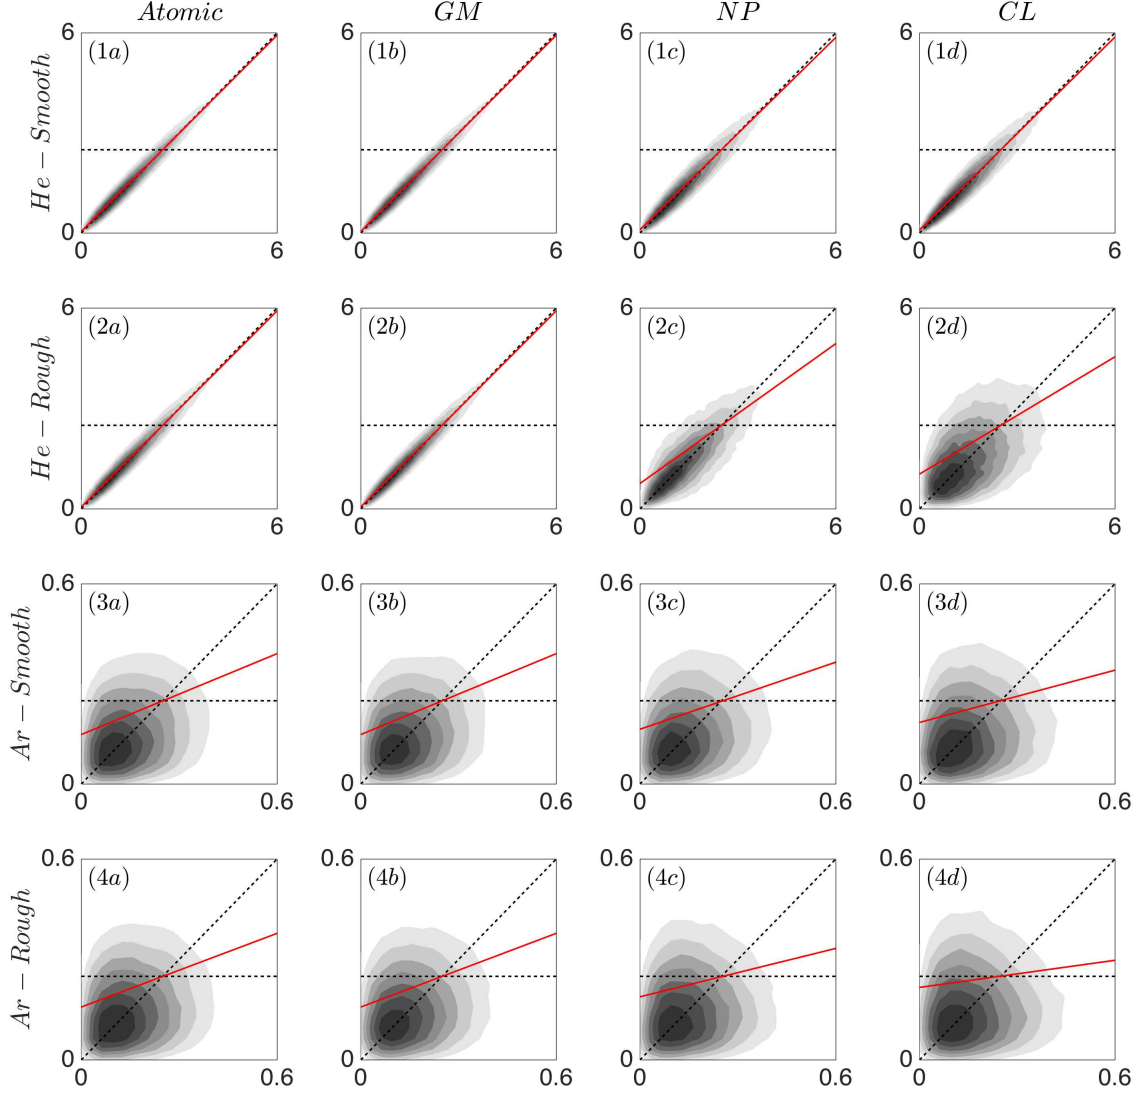 Atomic GM NP CL
He − Smooth
6 (1a) 0 0 6
(1b) 6 0 0 6
(1c) 6 0 0 6
(1d) 6 0 0 6
He − Rough
6 (2a) 0 0 6
6 (2b) 0 0 6
6 (2c) 0 0 6
6 (2d) 0 0 6
Ar − Smooth
0.6 (3a) 0 0 0.6
0.6 (3b) 0 0 0.6
0.6 (3c) 0 0 0.6
0.6 (3d) 0 0 0.6
Ar − Rough
0.6 (4a) 0 0 0.6
0.6 (4b) 0 0 0.6
0.6 (4c) 0 0 0.6
0.6 (4d) 0 0 0.6